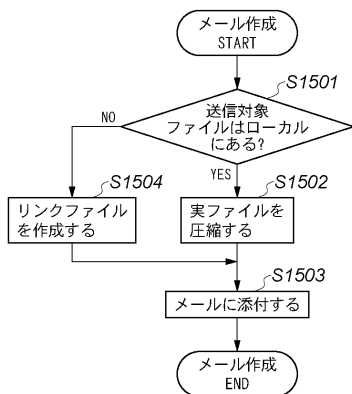 メール作成
START
S1501
送信対象
ファイルはローカル
にある?
NO
YES
S1504
リンクファイル
を作成する
S1502
実ファイルを
圧縮する
S1503
メールに添付する
メール作成
END